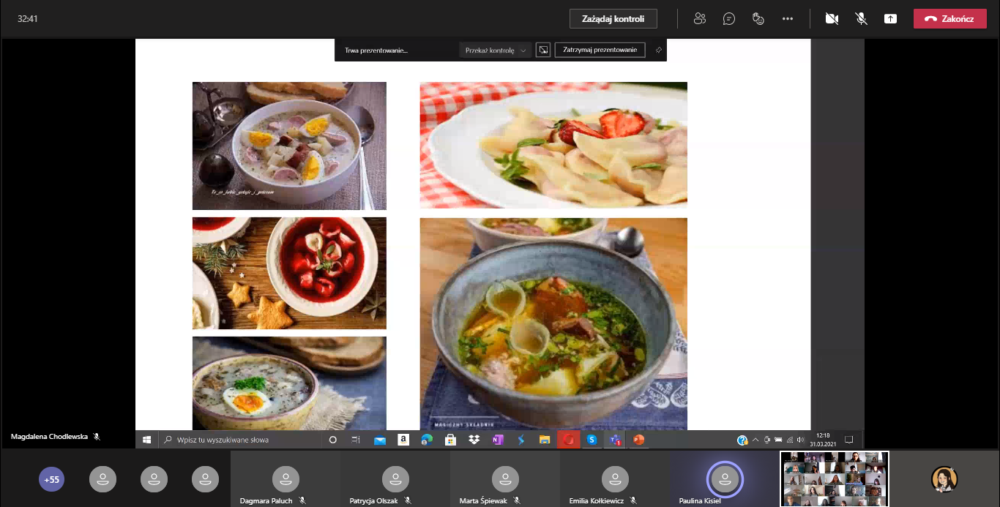 32:41
Zażądaj kontroli
Zakończ
Trwa prezentowanie...
Przekaż kontrolę
Zatrzymaj prezentowanie
To_co_lubie_gotuje_i_pieczem
MAGICZNY SKŁADNIK
Magdalena Chodlewska
Wpisz tu wyszukiwane słowa
12:18
31.03.2021
+55
Dagmara Paluch
Patrycja Olszak
Marta Śpiewak
Emilia Kołkiewicz
Paulina Kisiel